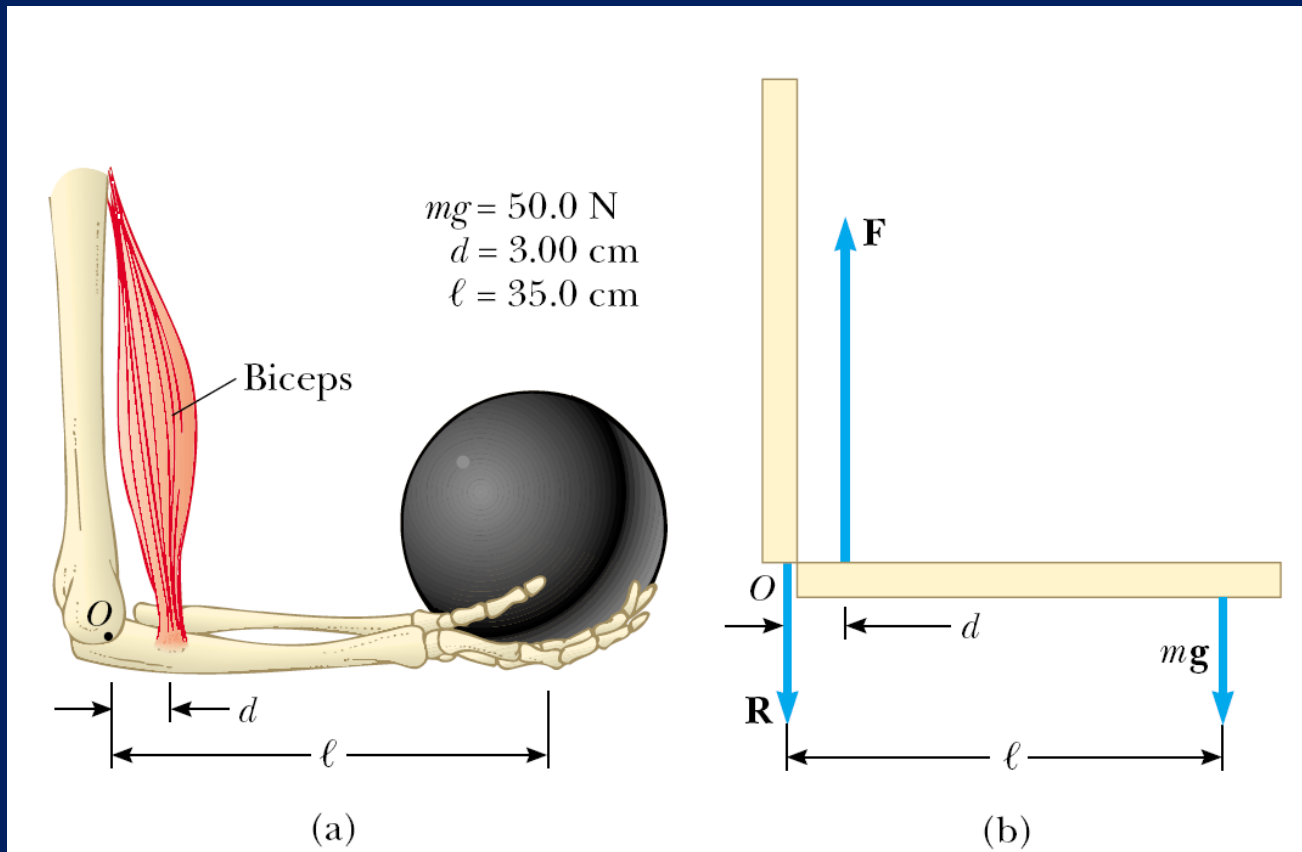 mg = 50.0 N
d = 3.00 cm
ℓ = 35.0 cm
Biceps
O
d
ℓ
(a)
F
O
d
mg
R
ℓ
(b)